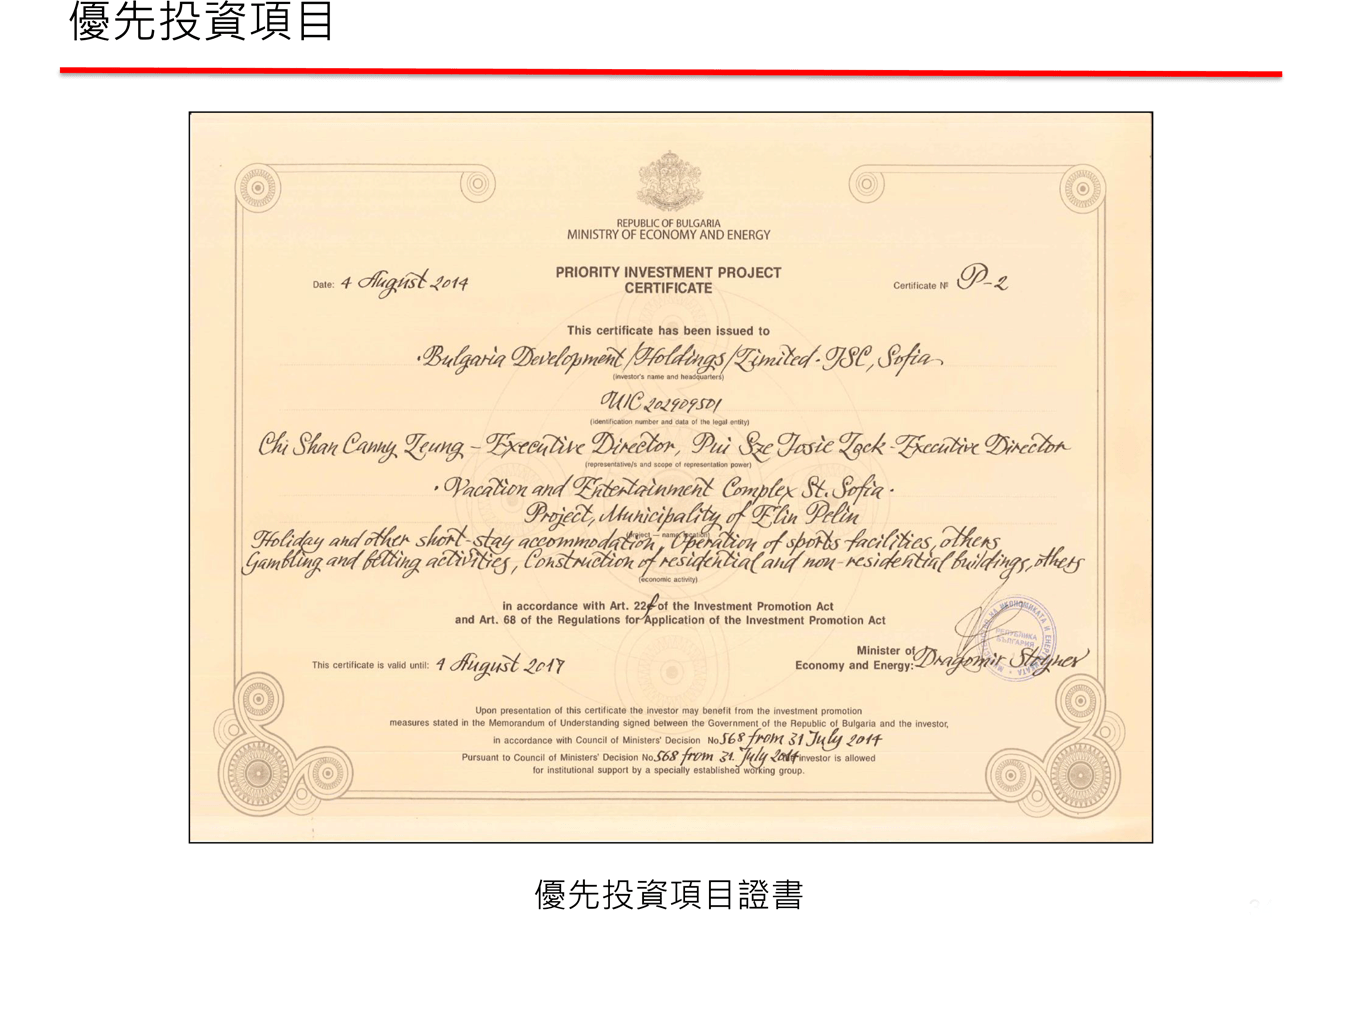 優先投資項目
REPUBLIC OF BULGARIA
MINISTRY OF ECONOMY AND ENERGY
Date: 4 August 2014
PRIORITY INVESTMENT PROJECT
CERTIFICATE
Certificate № P-2
This certificate has been issued to
"Bulgaria Development /Holdings/ Limited" JSC, Sofia
(investor's name and headquarters)
UIC 202909501
(identification number and data of the legal entity)
Chi Shan Canny Leung - Executive Director, Pui Sze Josie Lock - Executive Director
(representative/s and scope of representation power)
"Vacation and Entertainment Complex St. Sofia"
Project, Municipality of Elin Pelin
(project — name, location)
Holiday and other short-stay accommodation, Operation of sports facilities, others
Gambling and betting activities, Construction of residential and non-residential buildings, others
(economic activity)
in accordance with Art. 22f of the Investment Promotion Act
and Art. 68 of the Regulations for Application of the Investment Promotion Act
РЕПУБЛИКА
БЪЛГАРИЯ
This certificate is valid until: 4 August 2017
Minister of
Economy and Energy: Dragomir Stoynev
Upon presentation of this certificate the investor may benefit from the investment promotion
measures stated in the Memorandum of Understanding signed between the Government of the Republic of Bulgaria and the investor,
in accordance with Council of Ministers' Decision No 568 from 31 July 2014
Pursuant to Council of Ministers' Decision No 568 from 31 July 2014 investor is allowed
for institutional support by a specially established working group.
優先投資項目證書